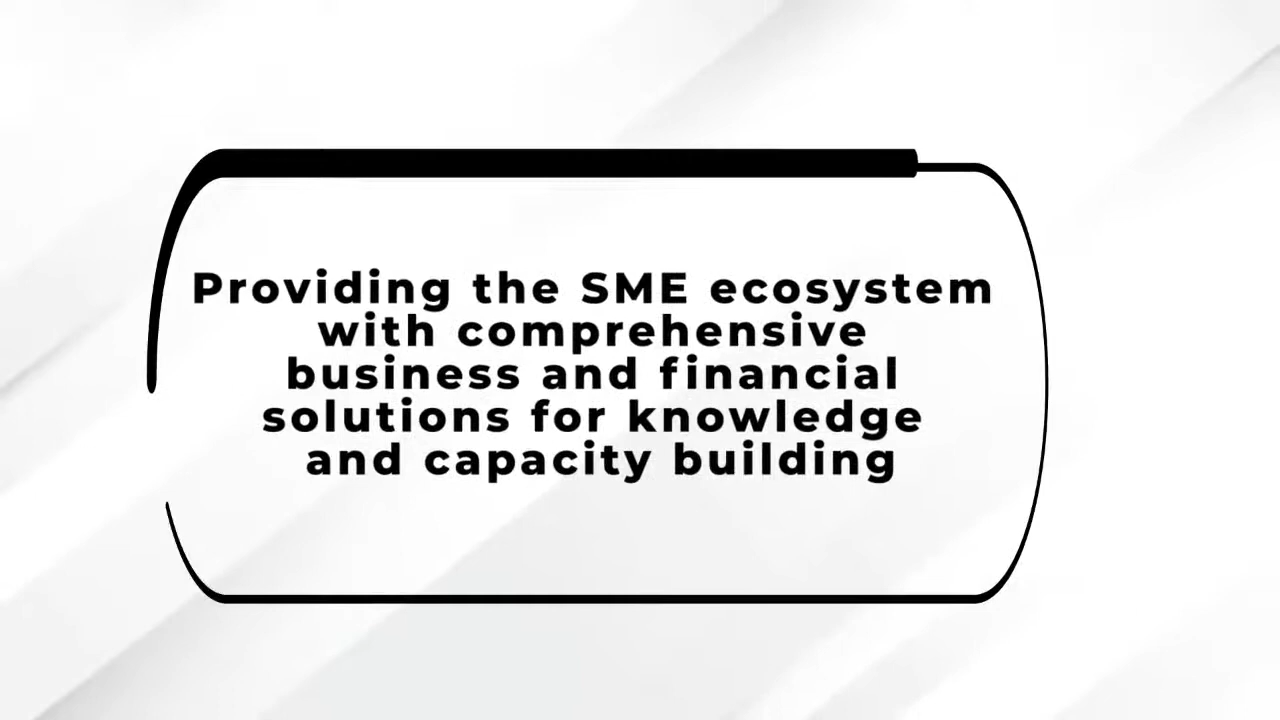 Providing the SME ecosystem
with comprehensive
business and financial
solutions for knowledge
and capacity building